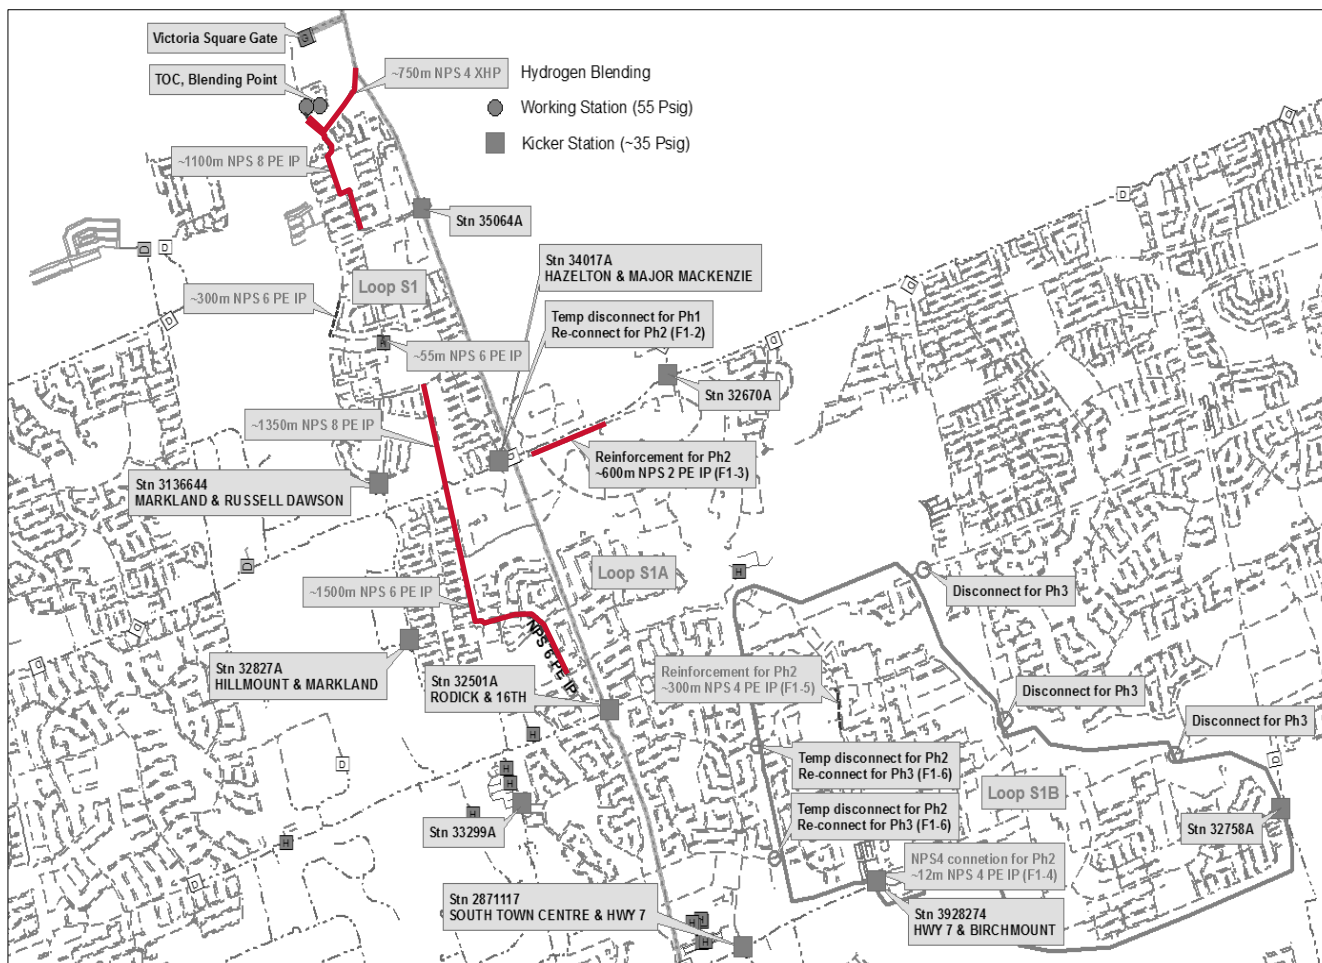 Victoria Square Gate
G
TOC, Blending Point
~750m NPS 4 XHP
Hydrogen Blending
Working Station (55 Psig)
Kicker Station (~35 Psig)
~1100m NPS 8 PE IP
Stn 35064A
D
D
D
D
Stn 34017A
HAZELTON & MAJOR MACKENZIE
Loop S1
~300m NPS 6 PE IP
D
D
Temp disconnect for Ph1
Re-connect for Ph2 (F1-2)
~55m NPS 6 PE IP
D
Stn 32670A
~1350m NPS 8 PE IP
Reinforcement for Ph2
~600m NPS 2 PE IP (F1-3)
D
Stn 3136644
MARKLAND & RUSSELL DAWSON
D
Loop S1A
H
Disconnect for Ph3
~1500m NPS 6 PE IP
NPS 6 PE IP
D
D
Stn 32827A
HILLMOUNT & MARKLAND
Stn 32501A
RODICK & 16TH
Reinforcement for Ph2
~300m NPS 4 PE IP (F1-5)
Disconnect for Ph3
Disconnect for Ph3
H
D
D
H
H
Temp disconnect for Ph2
Re-connect for Ph3 (F1-6)
Loop S1B
Temp disconnect for Ph2
Re-connect for Ph3 (F1-6)
H
H
Stn 33299A
Stn 32758A
NPS4 connetion for Ph2
~12m NPS 4 PE IP (F1-4)
D
Stn 2871117
SOUTH TOWN CENTRE & HWY 7
H
H
Stn 3928274
HWY 7 & BIRCHMOUNT